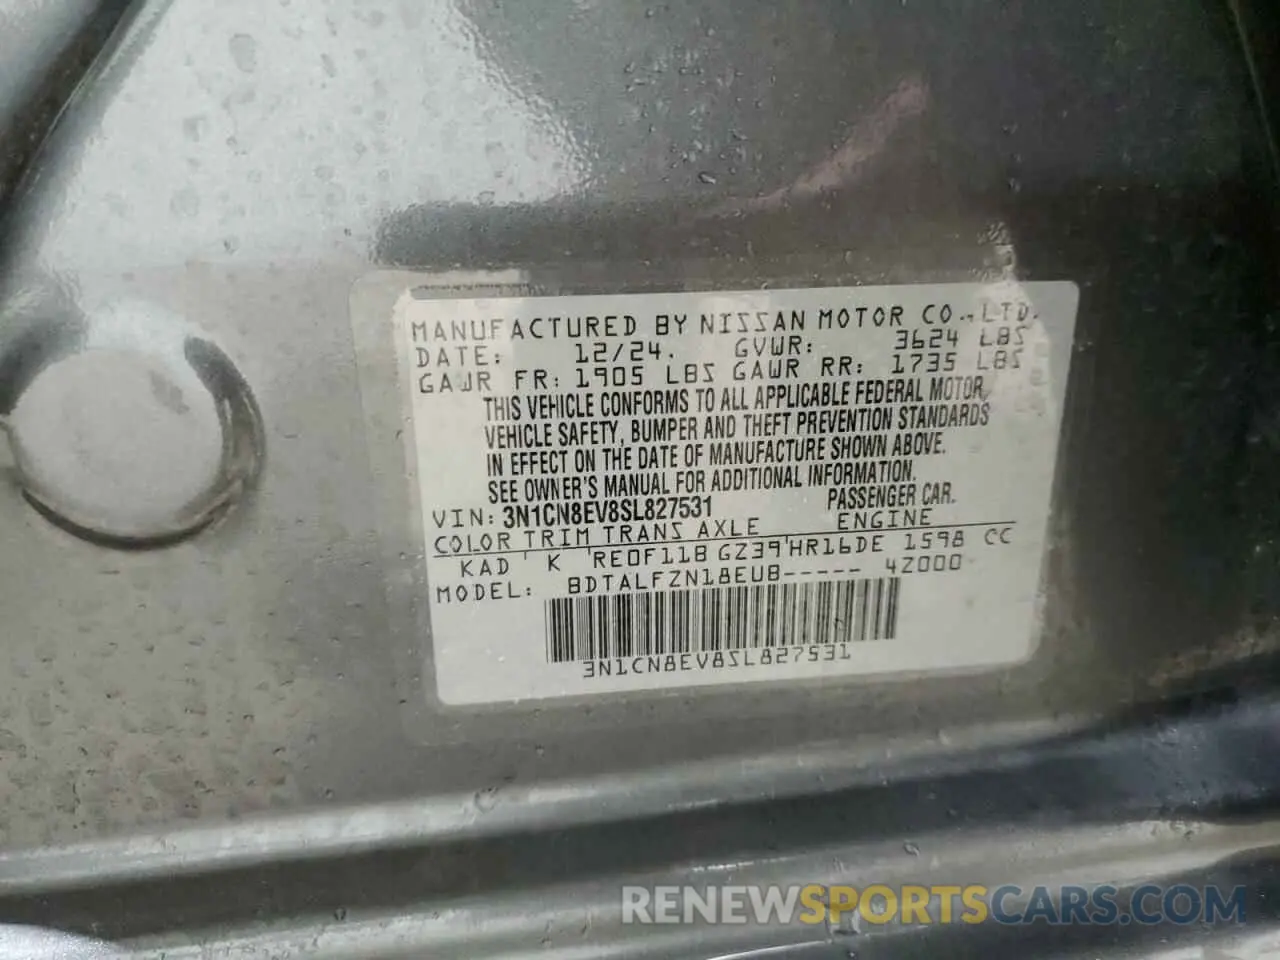 MANUFACTURED BY NISSAN MOTOR CO., LTD.
DATE: 12/24. GVWR: 3624 LBS
GAWR FR: 1905 LBS GAWR RR: 1735 LBS
THIS VEHICLE CONFORMS TO ALL APPLICABLE FEDERAL MOTOR
VEHICLE SAFETY, BUMPER AND THEFT PREVENTION STANDARDS
IN EFFECT ON THE DATE OF MANUFACTURE SHOWN ABOVE.
SEE OWNER'S MANUAL FOR ADDITIONAL INFORMATION.
VIN: 3N1CN8EV8SL827531 PASSENGER CAR.
COLOR TRIM TRANS AXLE ENGINE
KAD ' K 'RE0F11B GZ39'HR16DE 1598 CC
MODEL: BDTALFZN18EUB----- 4Z000
3N1CN8EV8SL827531
RENEWSPORTSCARS.COM